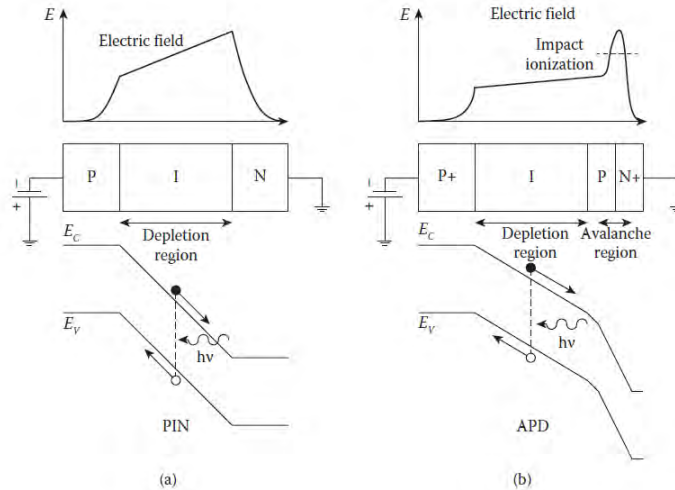 E
Electric field
P
I
N
+
Depletion
region
E_C
E_V
hν
PIN
(a)
E
Electric field
Impact
ionization
P+
I
P
N+
+
Depletion
region
Avalanche
region
E_C
E_V
hν
APD
(b)